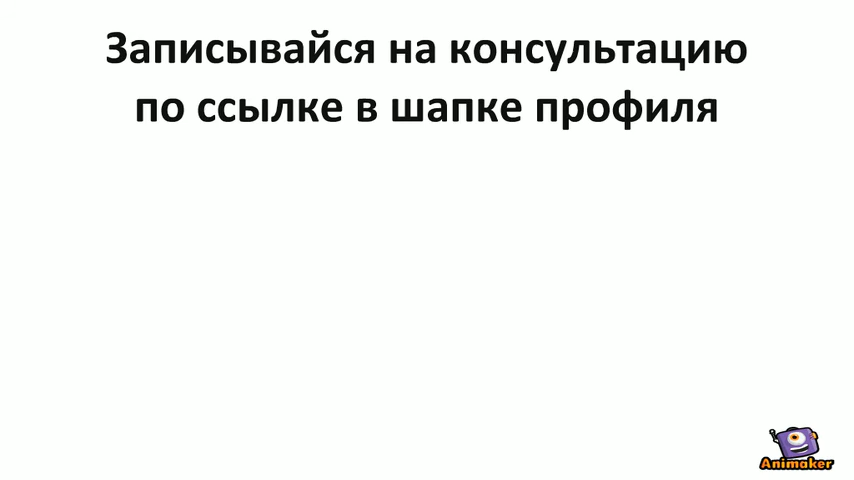 Записывайся на консультацию
по ссылке в шапке профиля
Animaker